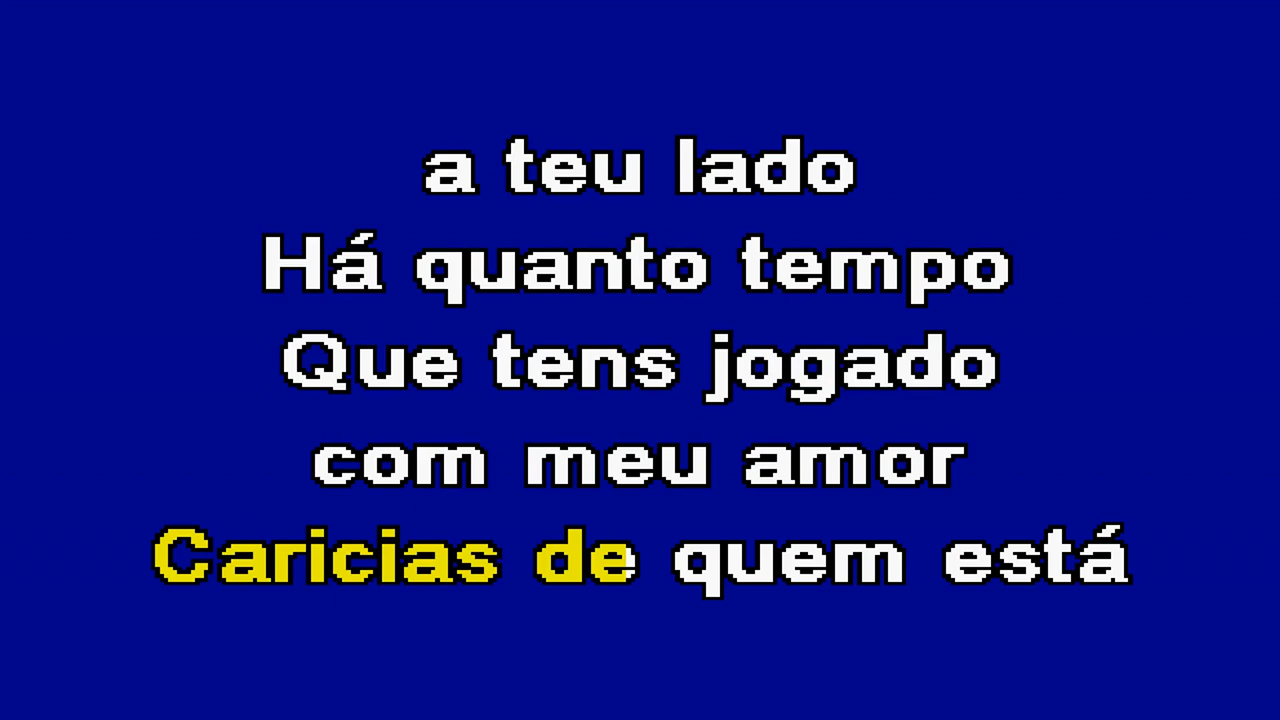 a teu lado
Há quanto tempo
Que tens jogado
com meu amor
Caricias de quem está